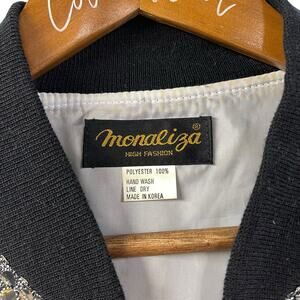 monaliza®
HIGH FASHION
POLYESTER 100%
HAND WASH
LINE DRY
MADE IN KOREA